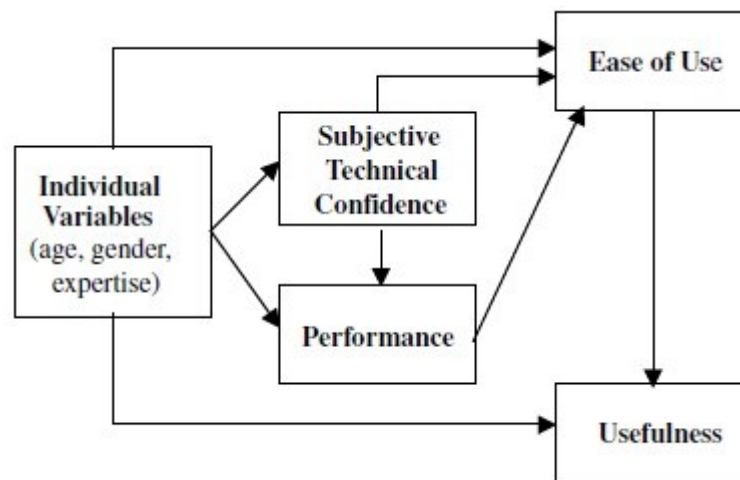 Ease of Use
Subjective
Technical
Confidence
Individual
Variables
(age, gender,
expertise)
Performance
Usefulness